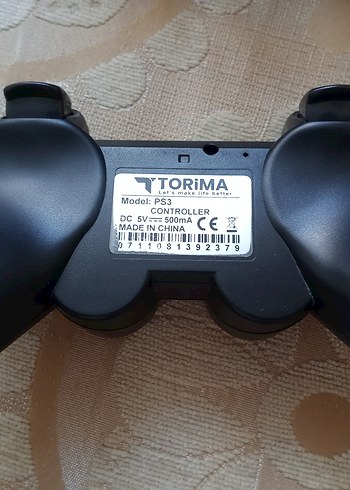 TORiMA
Let's make life better
Model: PS3
CONTROLLER
DC 5V 500mA
MADE IN CHINA CE
0711081392379